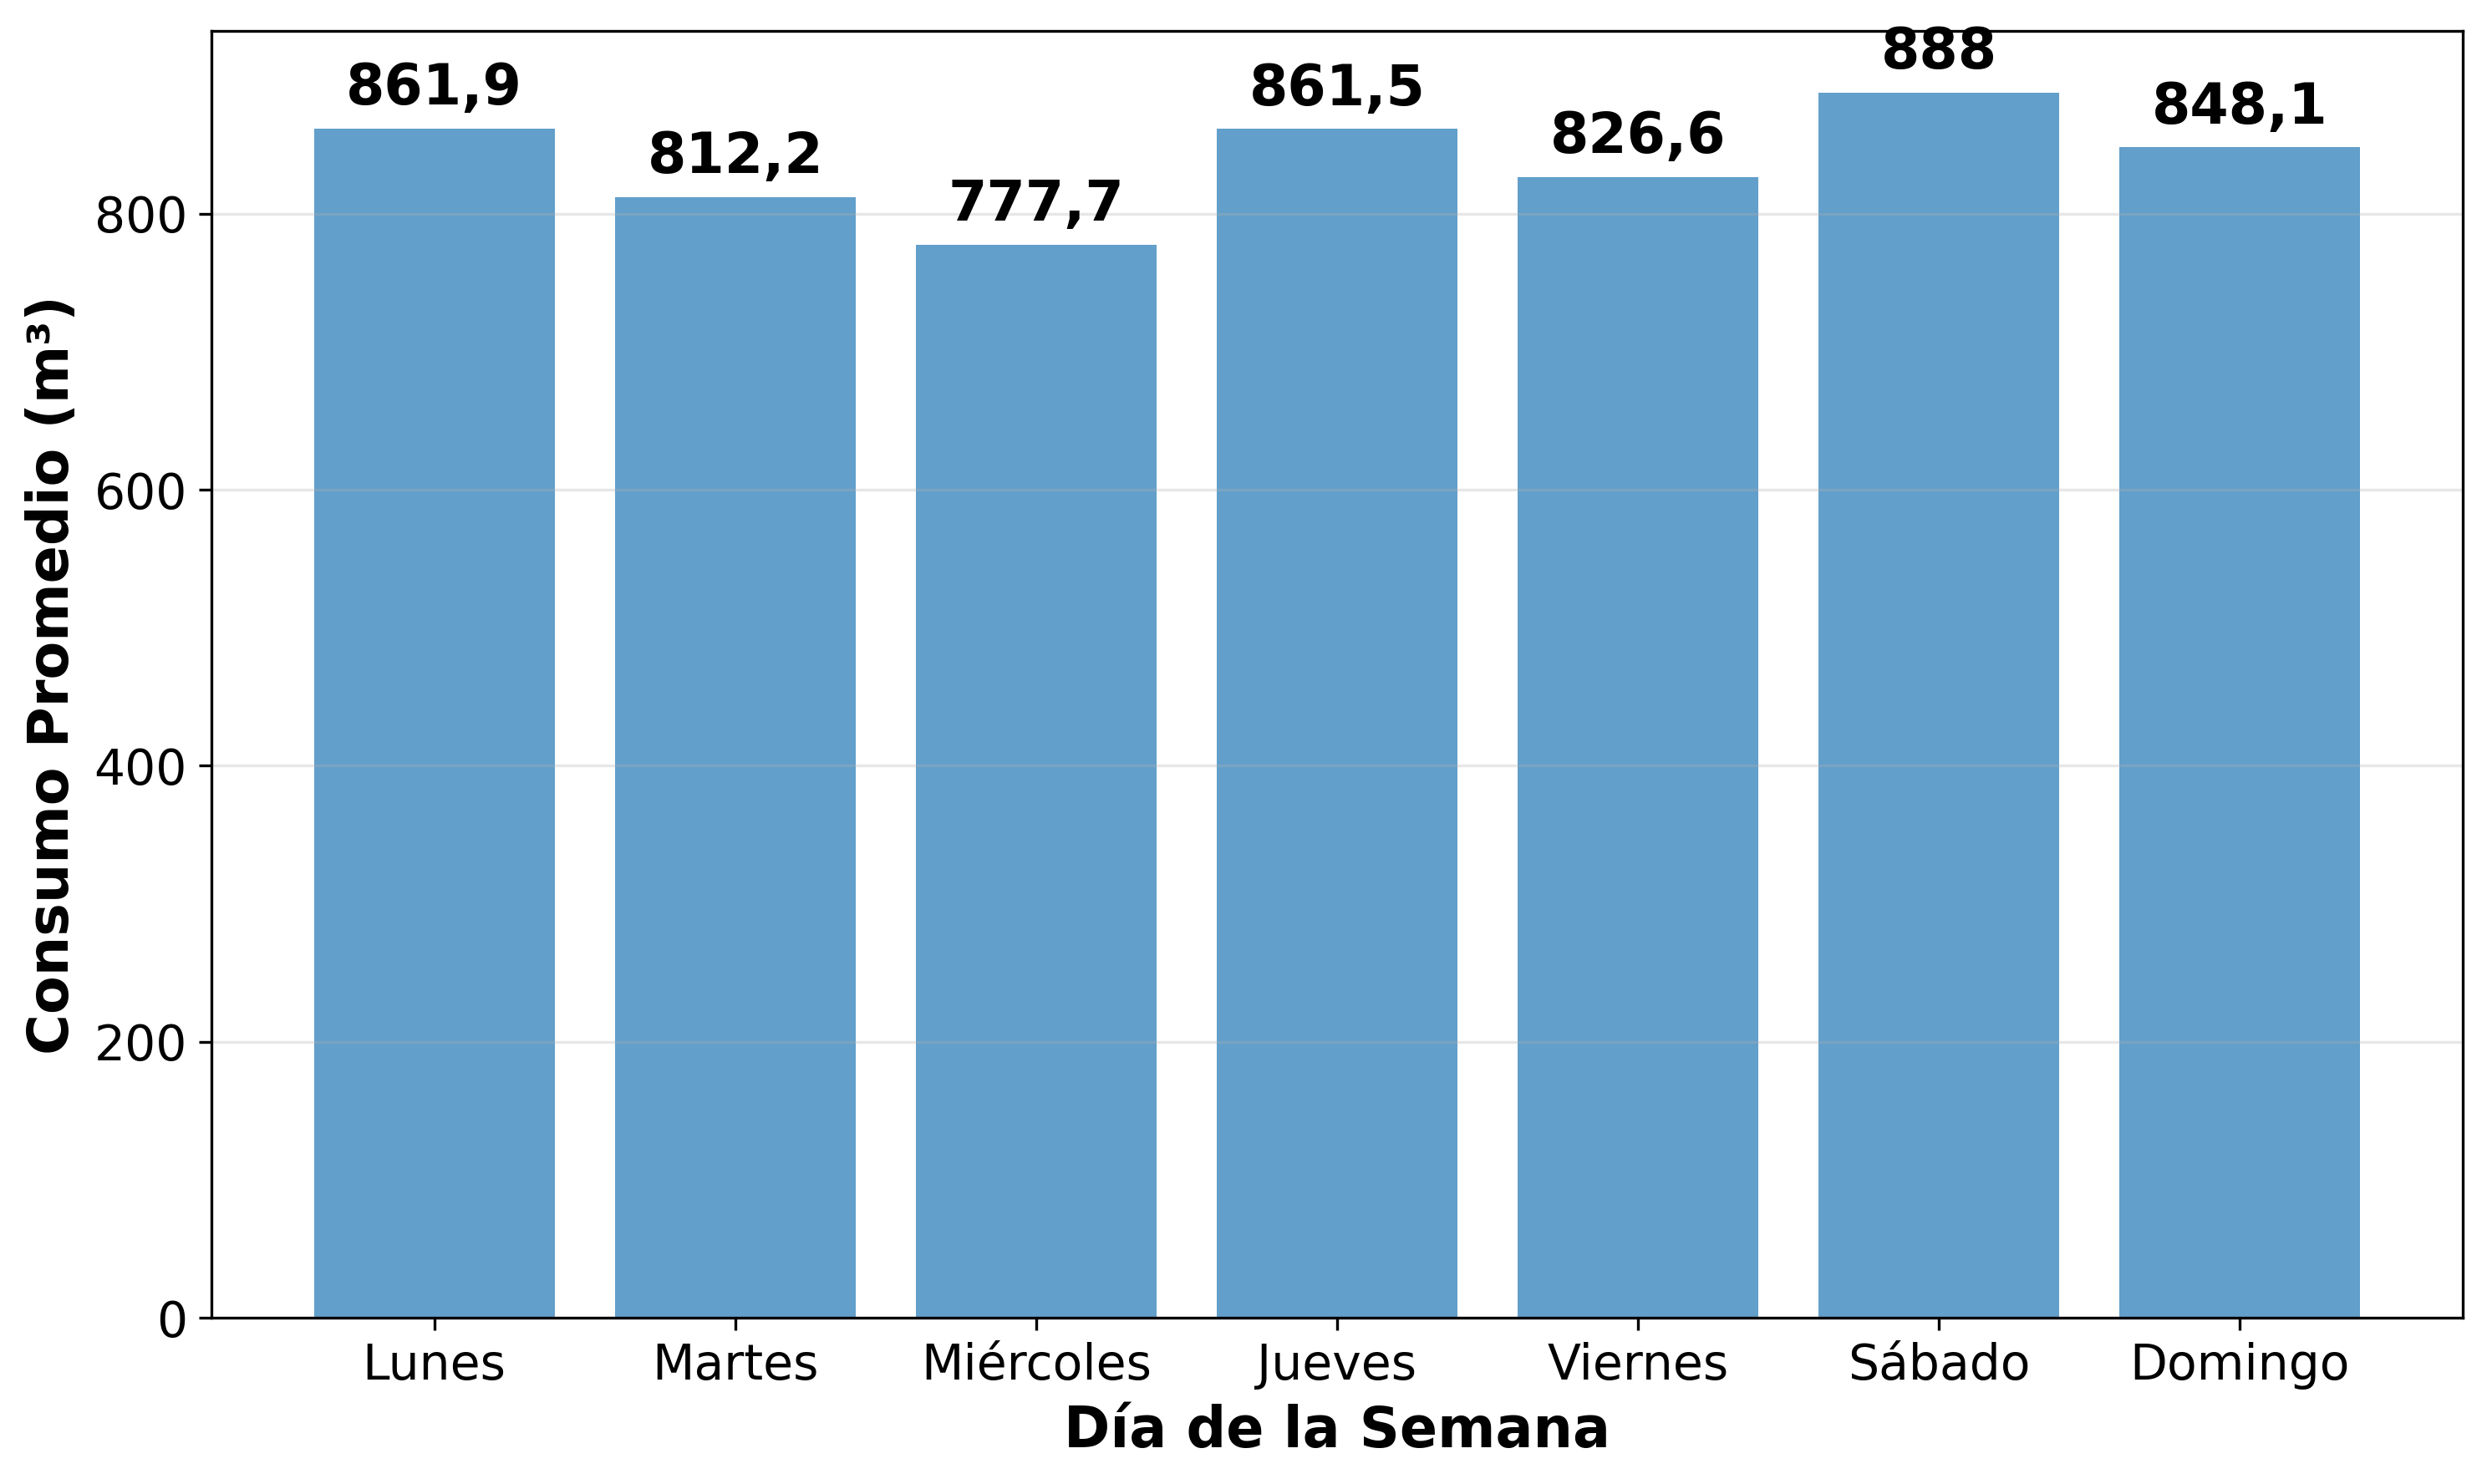 888
861,9
861,5
848,1
826,6
812,2
777,7
800
600
400
200
0
Consumo Promedio (m³)
Lunes
Martes
Miércoles
Jueves
Viernes
Sábado
Domingo
Día de la Semana